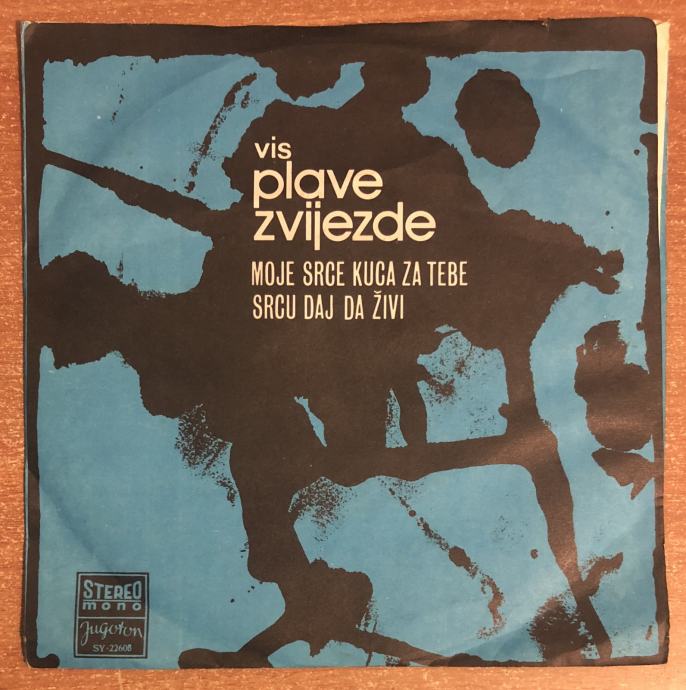 vis
plave
zvijezde
MOJE SRCE KUCA ZA TEBE
SRCU DAJ DA ŽIVI
STEREO
mono
Jugoton
SY-22608